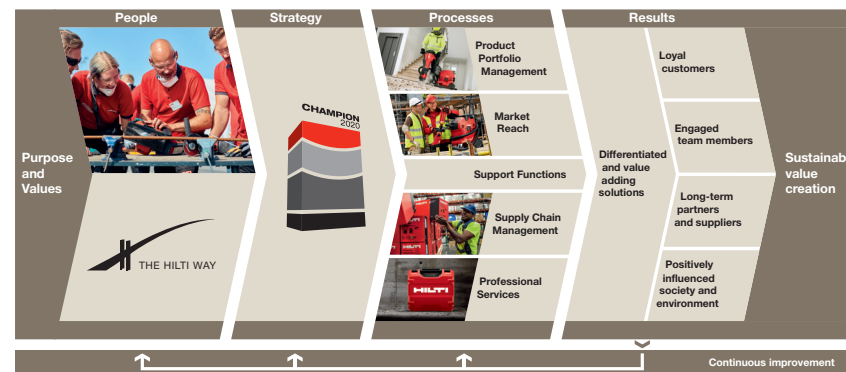 People
Strategy
Processes
Results
Purpose
and
Values
THE HILTI WAY
CHAMPION
2020
Product
Portfolio
Management
Market
Reach
Support Functions
Supply Chain
Management
Professional
Services
HILTI
Differentiated
and value
adding
solutions
Loyal
customers
Engaged
team members
Long-term
partners
and suppliers
Positively
influenced
society and
environment
Sustainab
value
creation
Continuous improvement